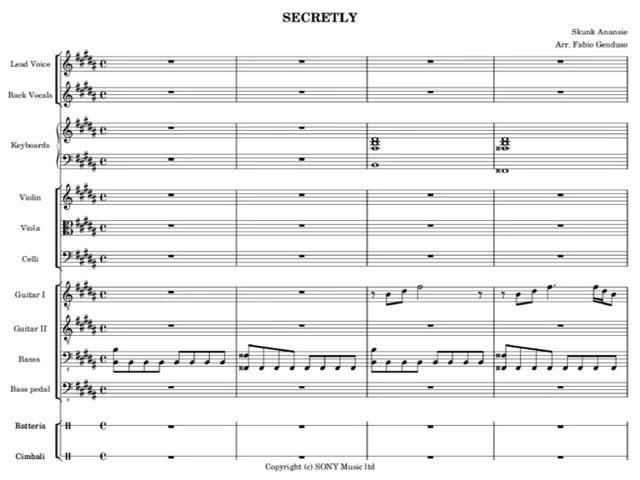 SECRETLY
Skunk Anansie
Arr. Fabio Genduso
Lead Voice
Back Vocals
Keyboards
Violin
Viola
Celli
Guitar I
Guitar II
Basss
Bass pedal
Batteria
Cimbali
Copyright (c) SONY Music ltd